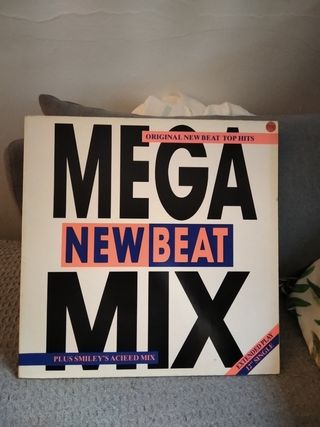 ORIGINAL NEW BEAT TOP HITS
MEGA
NEW BEAT
MIX
PLUS SMILEY'S ACIEED MIX
EXTENDED PLAY
12" SINGLE